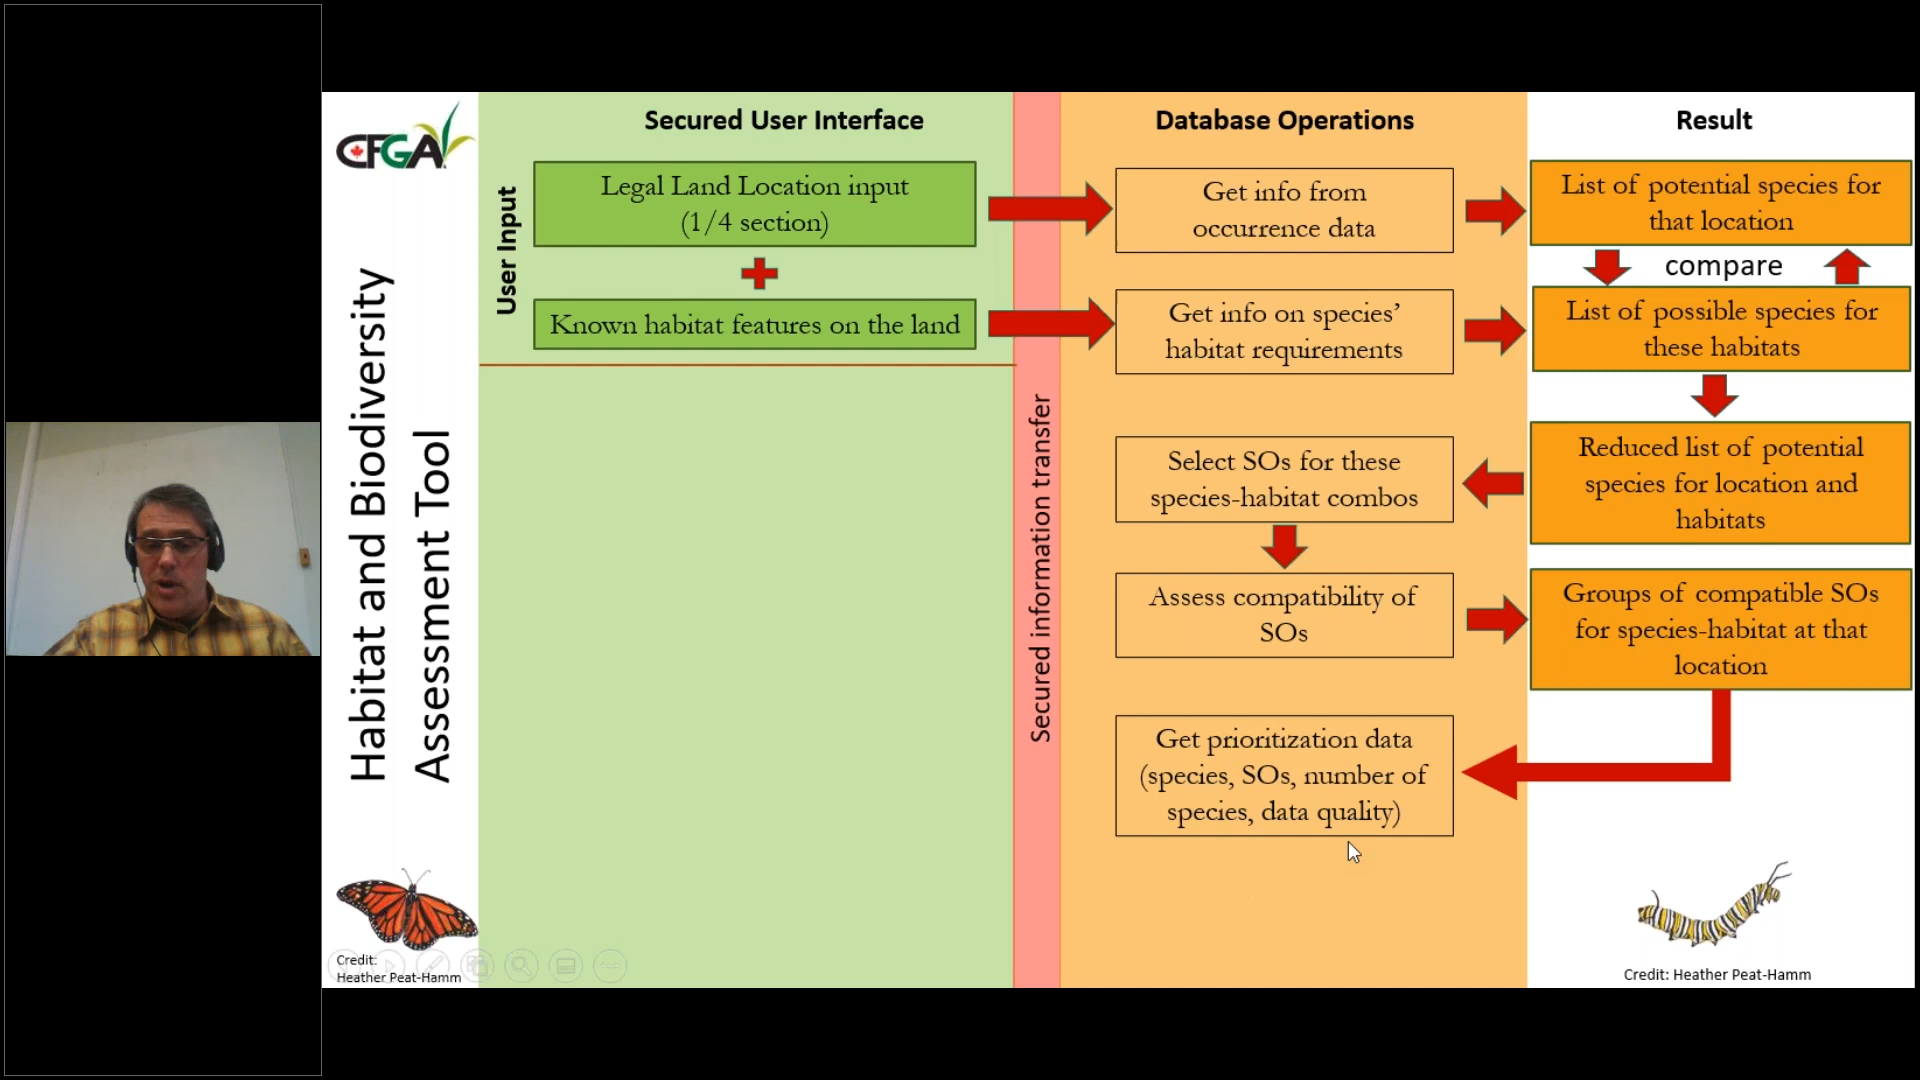 CFGA
Habitat and Biodiversity
Assessment Tool
Credit:
Heather Peat-Hamm
Secured User Interface
User Input
Legal Land Location input
(1/4 section)
Known habitat features on the land
Secured information transfer
Database Operations
Get info from
occurrence data
Get info on species’
habitat requirements
Select SOs for these
species-habitat combos
Assess compatibility of
SOs
Get prioritization data
(species, SOs, number of
species, data quality)
Result
List of potential species for
that location
compare
List of possible species for
these habitats
Reduced list of potential
species for location and
habitats
Groups of compatible SOs
for species-habitat at that
location
Credit: Heather Peat-Hamm